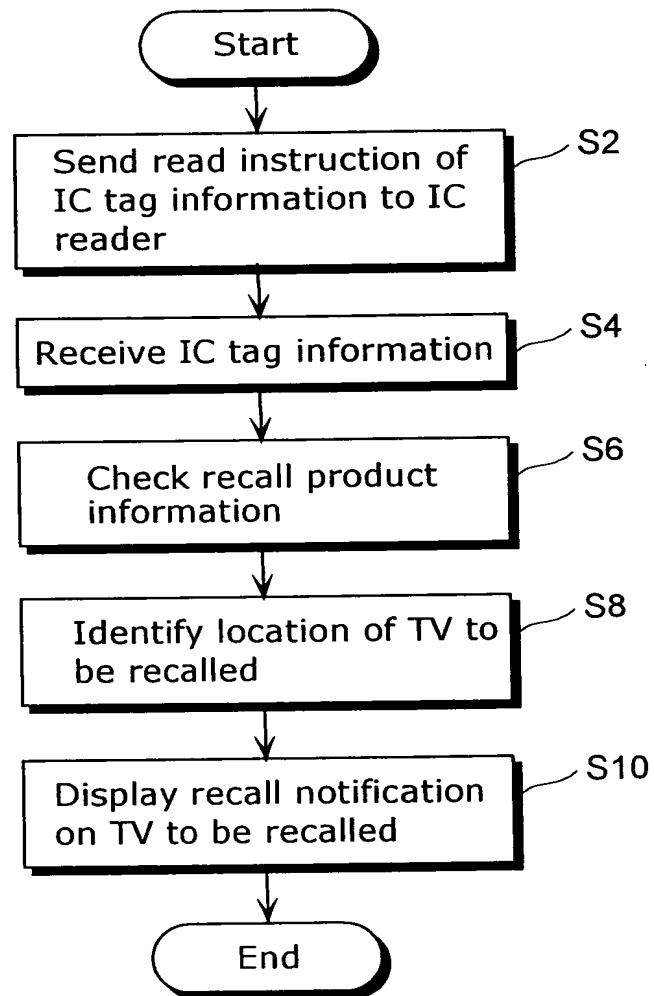 Start
Send read instruction of
IC tag information to IC
reader
S2
Receive IC tag information
S4
Check recall product
information
S6
Identify location of TV to
be recalled
S8
Display recall notification
on TV to be recalled
S10
End